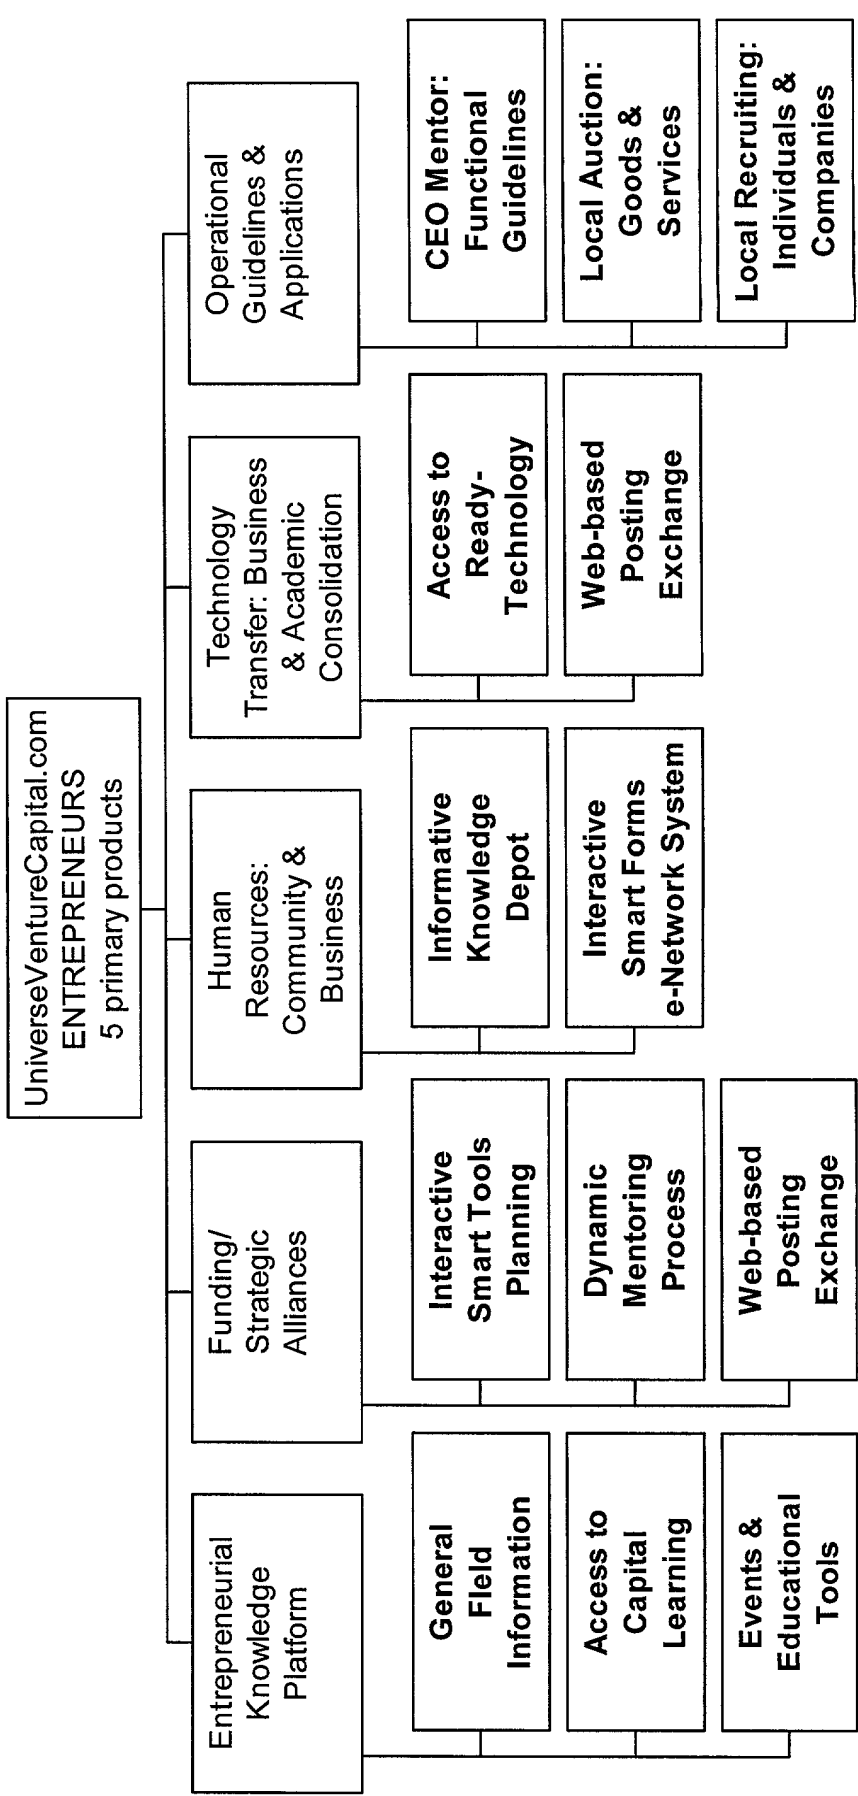 UniverseVentureCapital.com
ENTREPRENEURS
5 primary products
Entrepreneurial
Knowledge
Platform
General
FIeld
Information
Access to
Capital
Learning
Events &
Educational
Tools
Funding/
Strategic
Alliances
Interactive
Smart Tools
Planning
Dynamic
Mentoring
Process
Web-based
Posting
Exchange
Human
Resources:
Community &
Business
Informative
Knowledge
Depot
Interactive
Smart Forms
e-Network System
Technology
Transfer: Business
& Academic
Consolidation
Access to
Ready-
Technology
Web-based
Posting
Exchange
Operational
Guidelines &
Applications
CEO Mentor:
Functional
Guidelines
Local Auction:
Goods &
Services
Local Recruiting:
Individuals &
Companies